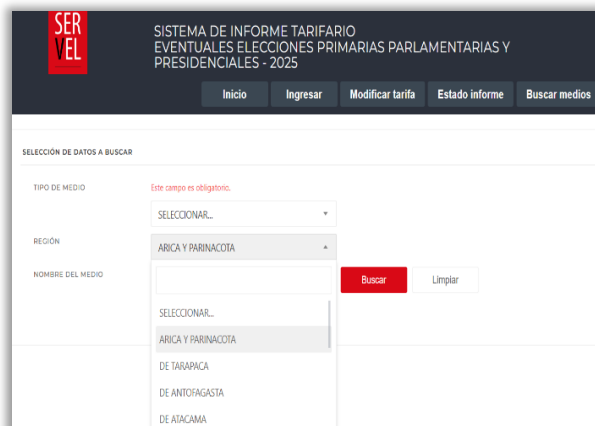 SER
VEL
SISTEMA DE INFORME TARIFARIO
EVENTUALES ELECCIONES PRIMARIAS PARLAMENTARIAS Y
PRESIDENCIALES - 2025
Inicio Ingresar Modificar tarifa Estado informe Buscar medios
SELECCIÓN DE DATOS A BUSCAR
TIPO DE MEDIO Este campo es obligatorio.
SELECCIONAR...
REGIÓN ARICA Y PARINACOTA
NOMBRE DEL MEDIO Buscar Limpiar
SELECCIONAR...
ARICA Y PARINACOTA
DE TARAPACA
DE ANTOFAGASTA
DE ATACAMA